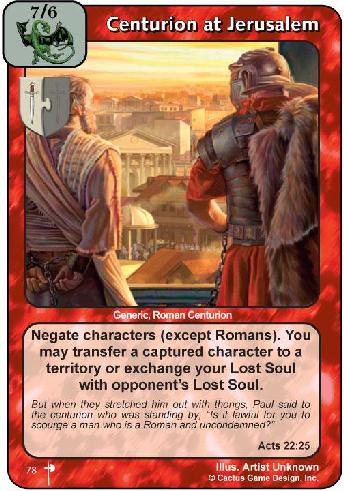 7/6
Centurion at Jerusalem
Generic, Roman Centurion
Negate characters (except Romans). You
may transfer a captured character to a
territory or exchange your Lost Soul
with opponent's Lost Soul.
But when they stretched him out with thongs, Paul said to
the centurion who was standing by, "Is it lawful for you to
scourge a man who is a Roman and uncondemned?"
Acts 22:25
78
Illus. Artist Unknown
© Cactus Game Design, Inc.